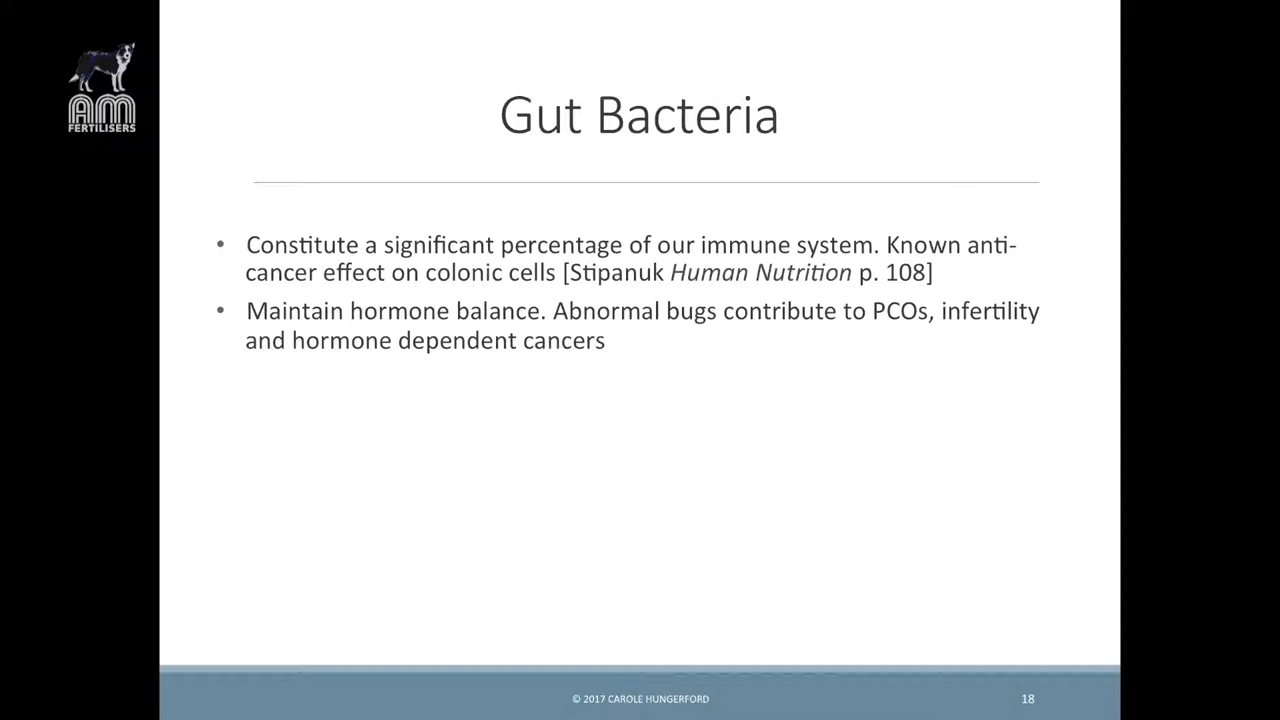 AM
FERTILISERS
Gut Bacteria
• Constitute a significant percentage of our immune system. Known anti-
cancer effect on colonic cells [Stipanuk Human Nutrition p. 108]
• Maintain hormone balance. Abnormal bugs contribute to PCOs, infertility
and hormone dependent cancers
© 2017 CAROLE HUNGERFORD
18